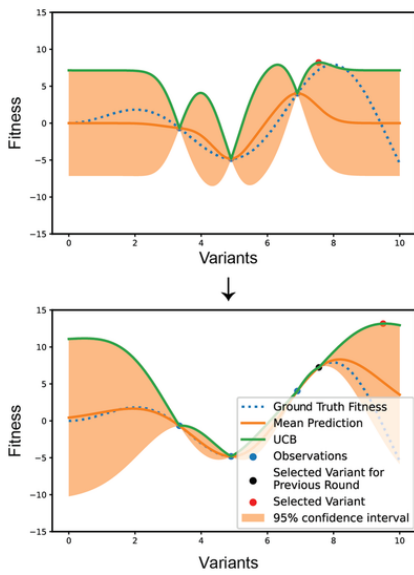 15
10
5
0
−5
−10
−15
Fitness
0 2 4 6 8 10
Variants
15
10
5
0
−5
−10
−15
Fitness
Ground Truth Fitness
Mean Prediction
UCB
Observations
Selected Variant for
Previous Round
Selected Variant
95% confidence interval
0 2 4 6 8 10
Variants